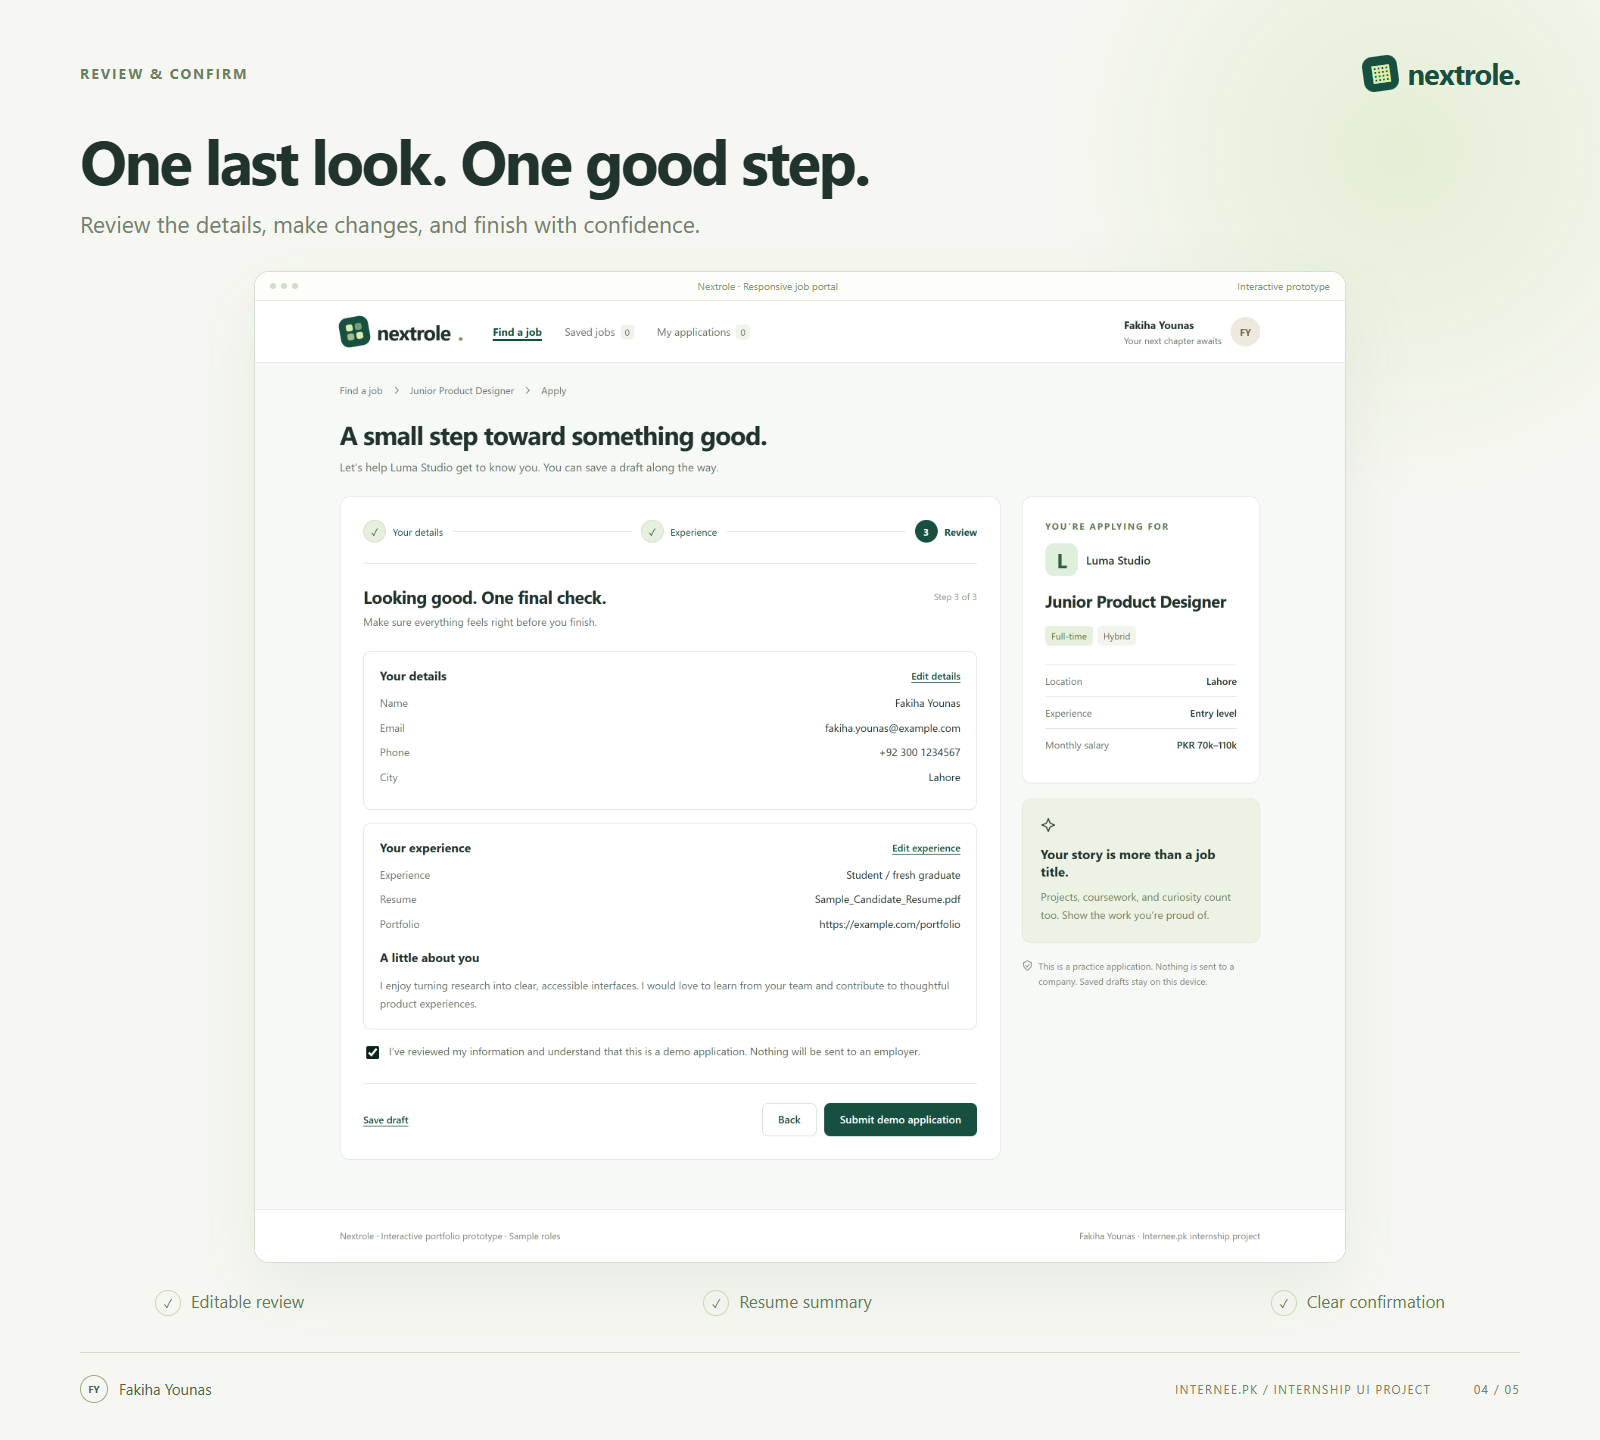 REVIEW & CONFIRM
nextrole.
One last look. One good step.
Review the details, make changes, and finish with confidence.
Nextrole · Responsive job portal
Interactive prototype
nextrole .
Find a job
Saved jobs 0
My applications 0
Fakiha Younas
Your next chapter awaits
FY
Find a job > Junior Product Designer > Apply
A small step toward something good.
Let's help Luma Studio get to know you. You can save a draft along the way.
✓ Your details
✓ Experience
3 Review
Looking good. One final check.
Step 3 of 3
Make sure everything feels right before you finish.
Your details
Edit details
Name Fakiha Younas
Email fakiha.younas@example.com
Phone +92 300 1234567
City Lahore
Your experience
Edit experience
Experience Student / fresh graduate
Resume Sample_Candidate_Resume.pdf
Portfolio https://example.com/portfolio
A little about you
I enjoy turning research into clear, accessible interfaces. I would love to learn from your team and contribute to thoughtful
product experiences.
I've reviewed my information and understand that this is a demo application. Nothing will be sent to an employer.
Save draft
Back
Submit demo application
YOU'RE APPLYING FOR
L Luma Studio
Junior Product Designer
Full-time Hybrid
Location Lahore
Experience Entry level
Monthly salary PKR 70k–110k
Your story is more than a job
title.
Projects, coursework, and curiosity count
too. Show the work you're proud of.
This is a practice application. Nothing is sent to a
company. Saved drafts stay on this device.
Nextrole · Interactive portfolio prototype · Sample roles
Fakiha Younas · Internee.pk internship project
✓ Editable review
✓ Resume summary
✓ Clear confirmation
FY Fakiha Younas
INTERNEE.PK / INTERNSHIP UI PROJECT
04 / 05